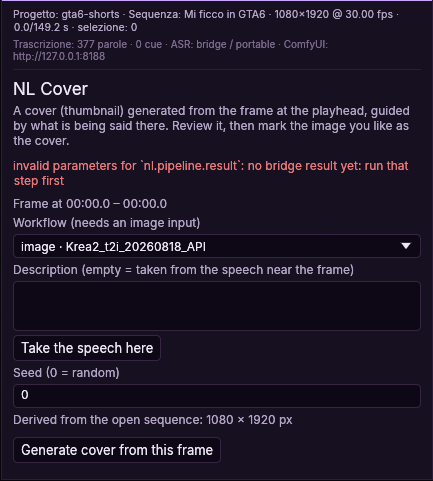 Progetto: gta6-shorts · Sequenza: Mi ficco in GTA6 · 1080×1920 @ 30.00 fps ·
0.0/149.2 s · selezione: 0
Trascrizione: 377 parole · 0 cue · ASR: bridge / portable · ComfyUI:
http://127.0.0.1:8188
NL Cover
A cover (thumbnail) generated from the frame at the playhead, guided
by what is being said there. Review it, then mark the image you like as
the cover.
invalid parameters for `nl.pipeline.result`: no bridge result yet: run that
step first
Frame at 00:00.0 – 00:00.0
Workflow (needs an image input)
image · Krea2_t2i_20260818_API
Description (empty = taken from the speech near the frame)
Take the speech here
Seed (0 = random)
0
Derived from the open sequence: 1080 × 1920 px
Generate cover from this frame